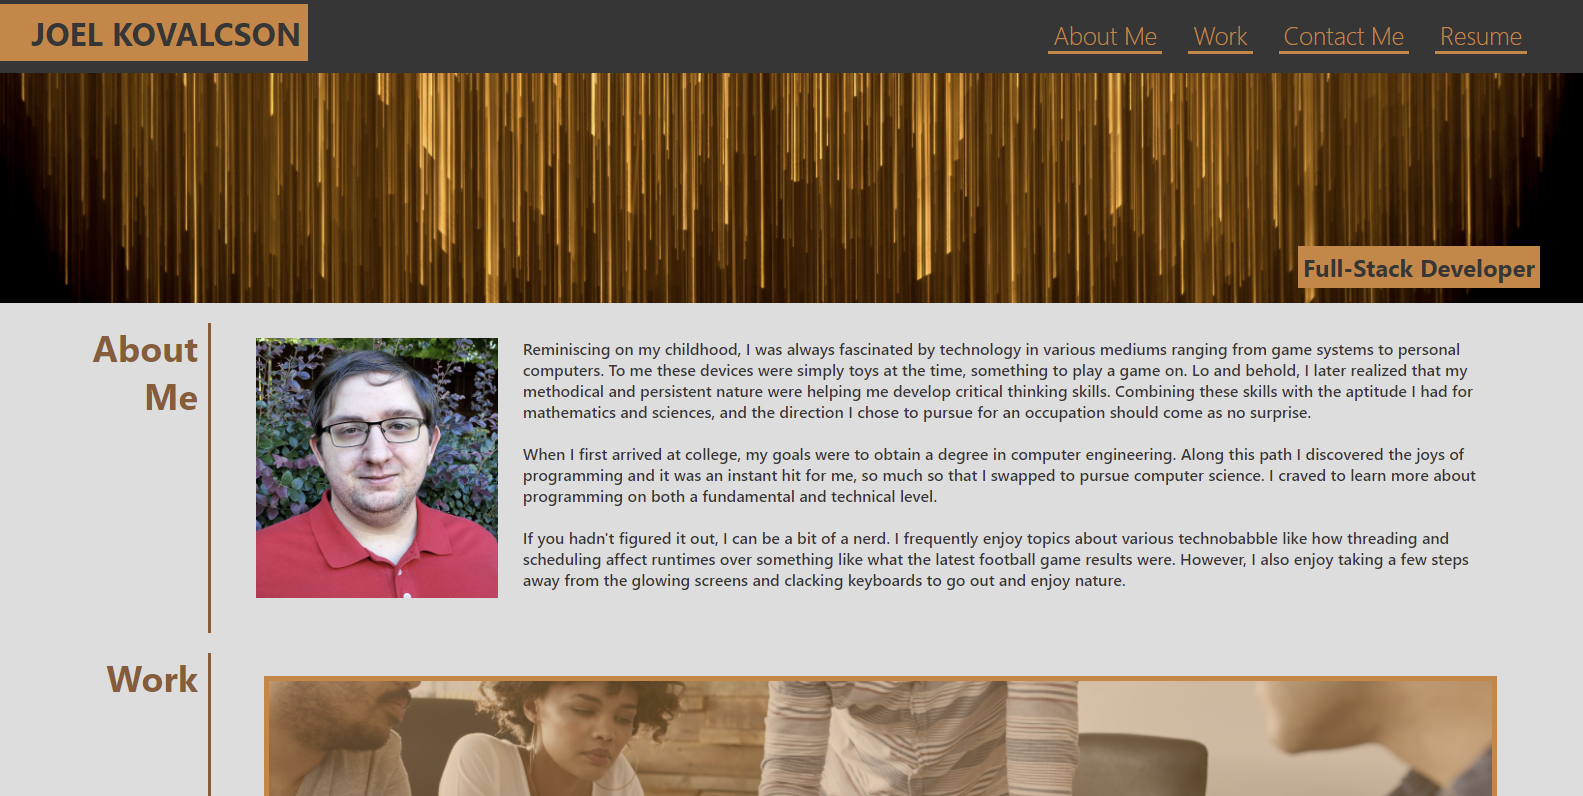 JOEL KOVALCSON
About Me Work Contact Me Resume
Full-Stack Developer
About
Me
Reminiscing on my childhood, I was always fascinated by technology in various mediums ranging from game systems to personal
computers. To me these devices were simply toys at the time, something to play a game on. Lo and behold, I later realized that my
methodical and persistent nature were helping me develop critical thinking skills. Combining these skills with the aptitude I had for
mathematics and sciences, and the direction I chose to pursue for an occupation should come as no surprise.
When I first arrived at college, my goals were to obtain a degree in computer engineering. Along this path I discovered the joys of
programming and it was an instant hit for me, so much so that I swapped to pursue computer science. I craved to learn more about
programming on both a fundamental and technical level.
If you hadn't figured it out, I can be a bit of a nerd. I frequently enjoy topics about various technobabble like how threading and
scheduling affect runtimes over something like what the latest football game results were. However, I also enjoy taking a few steps
away from the glowing screens and clacking keyboards to go out and enjoy nature.
Work